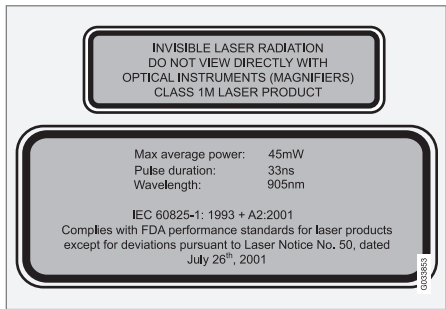 INVISIBLE LASER RADIATION
DO NOT VIEW DIRECTLY WITH
OPTICAL INSTRUMENTS (MAGNIFIERS)
CLASS 1M LASER PRODUCT
Max average power: 45mW
Pulse duration: 33ns
Wavelength: 905nm
IEC 60825-1: 1993 + A2:2001
Complies with FDA performance standards for laser products
except for deviations pursuant to Laser Notice No. 50, dated
July 26th, 2001
G033853